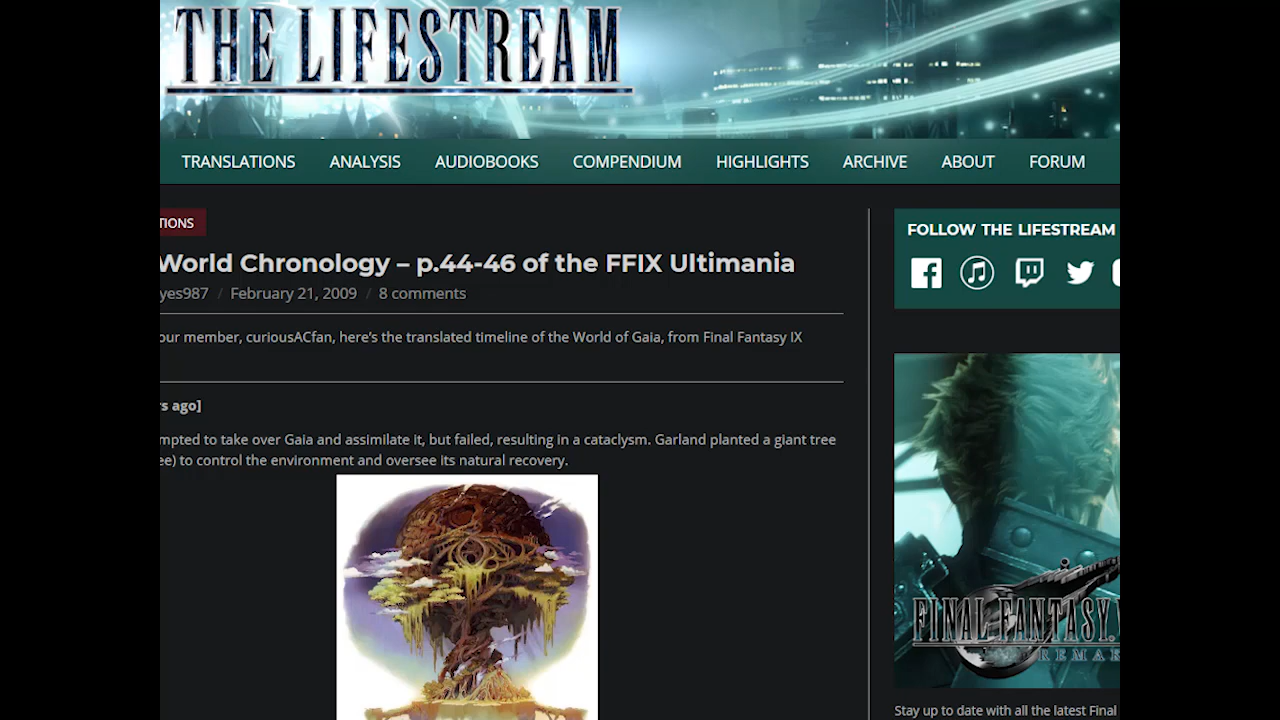 THE LIFESTREAM
TRANSLATIONS ANALYSIS AUDIOBOOKS COMPENDIUM HIGHLIGHTS ARCHIVE ABOUT FORUM
TIONS
World Chronology – p.44-46 of the FFIX Ultimania
yes987 / February 21, 2009 / 8 comments
our member, curiousACfan, here's the translated timeline of the World of Gaia, from Final Fantasy IX
rs ago]
mpted to take over Gaia and assimilate it, but failed, resulting in a cataclysm. Garland planted a giant tree
ee) to control the environment and oversee its natural recovery.
FOLLOW THE LIFESTREAM
FINAL FANTASY V
REMAK
Stay up to date with all the latest Final